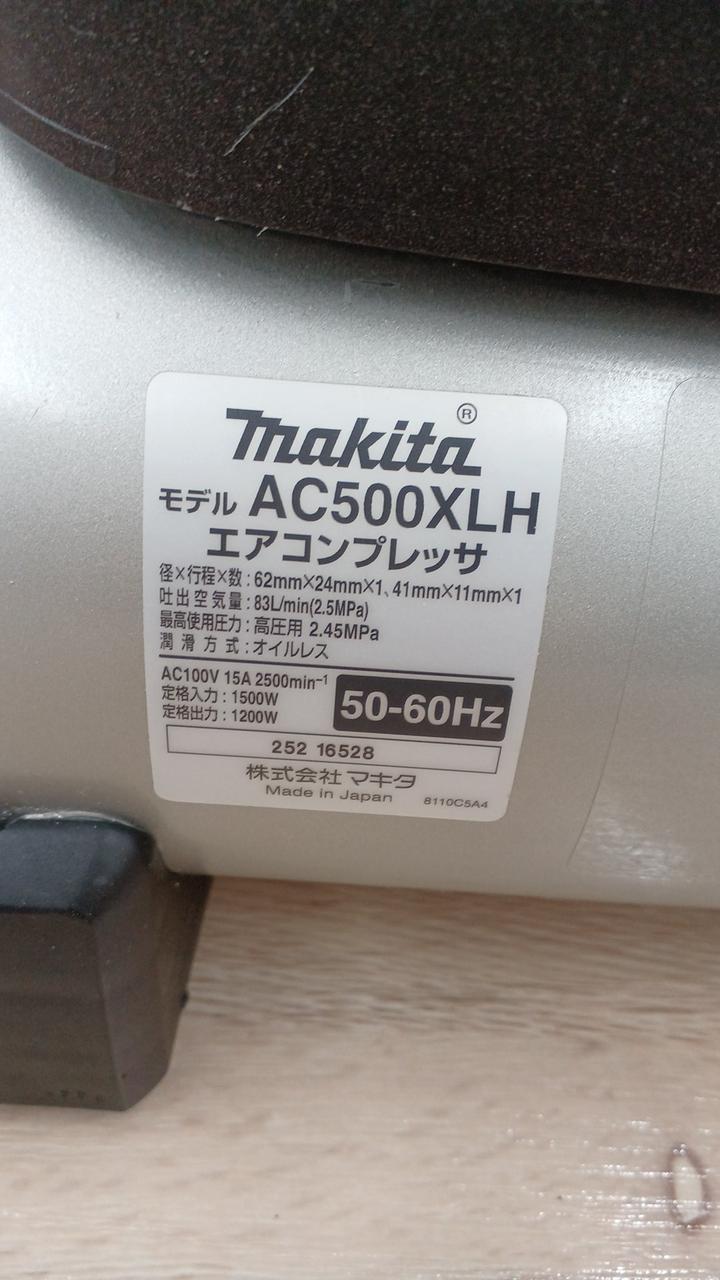 makita®
モデル AC500XLH
エアコンプレッサ
径×行程×数：62mm×24mm×1、41mm×11mm×1
吐出空気量：83L/min(2.5MPa)
最高使用圧力：高圧用 2.45MPa
潤滑方式：オイルレス
AC100V 15A 2500min⁻¹
定格入力：1500W
定格出力：1200W
50-60Hz
252 16528
株式会社マキタ
Made in Japan
8110C5A4